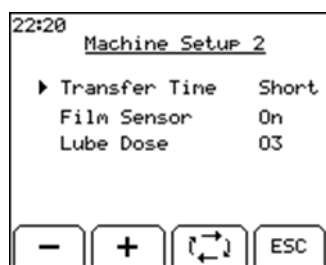 22:20
Machine Setup 2
Transfer Time Short
Film Sensor On
Lube Dose 03
− + ESC